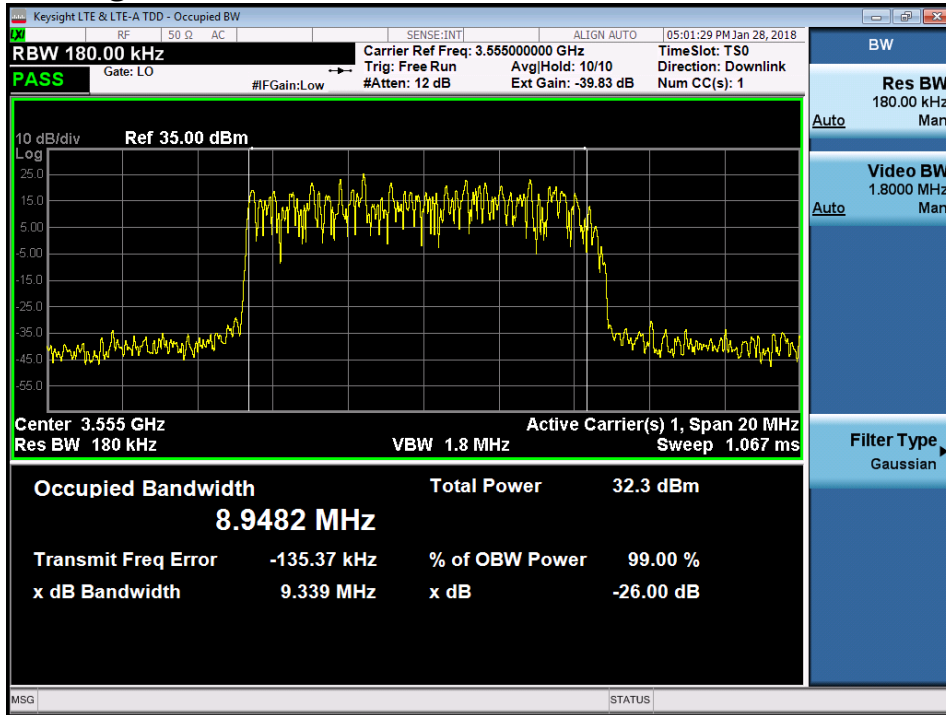 Keysight LTE & LTE-A TDD - Occupied BW
LXI RF 50 Ω AC SENSE:INT ALIGN AUTO 05:01:29 PM Jan 28, 2018
RBW 180.00 kHz Carrier Ref Freq: 3.555000000 GHz TimeSlot: TS0
Gate: LO Trig: Free Run Avg|Hold: 10/10 Direction: Downlink
PASS #IFGain:Low #Atten: 12 dB Ext Gain: -39.83 dB Num CC(s): 1
10 dB/div Ref 35.00 dBm
Log
25.0
15.0
5.00
-5.00
-15.0
-25.0
-35.0
-45.0
-55.0
Center 3.555 GHz Active Carrier(s) 1, Span 20 MHz
Res BW 180 kHz VBW 1.8 MHz Sweep 1.067 ms
Occupied Bandwidth Total Power 32.3 dBm
8.9482 MHz
Transmit Freq Error -135.37 kHz % of OBW Power 99.00 %
x dB Bandwidth 9.339 MHz x dB -26.00 dB
MSG STATUS
BW
Res BW
180.00 kHz
Auto Man
Video BW
1.8000 MHz
Auto Man
Filter Type
Gaussian